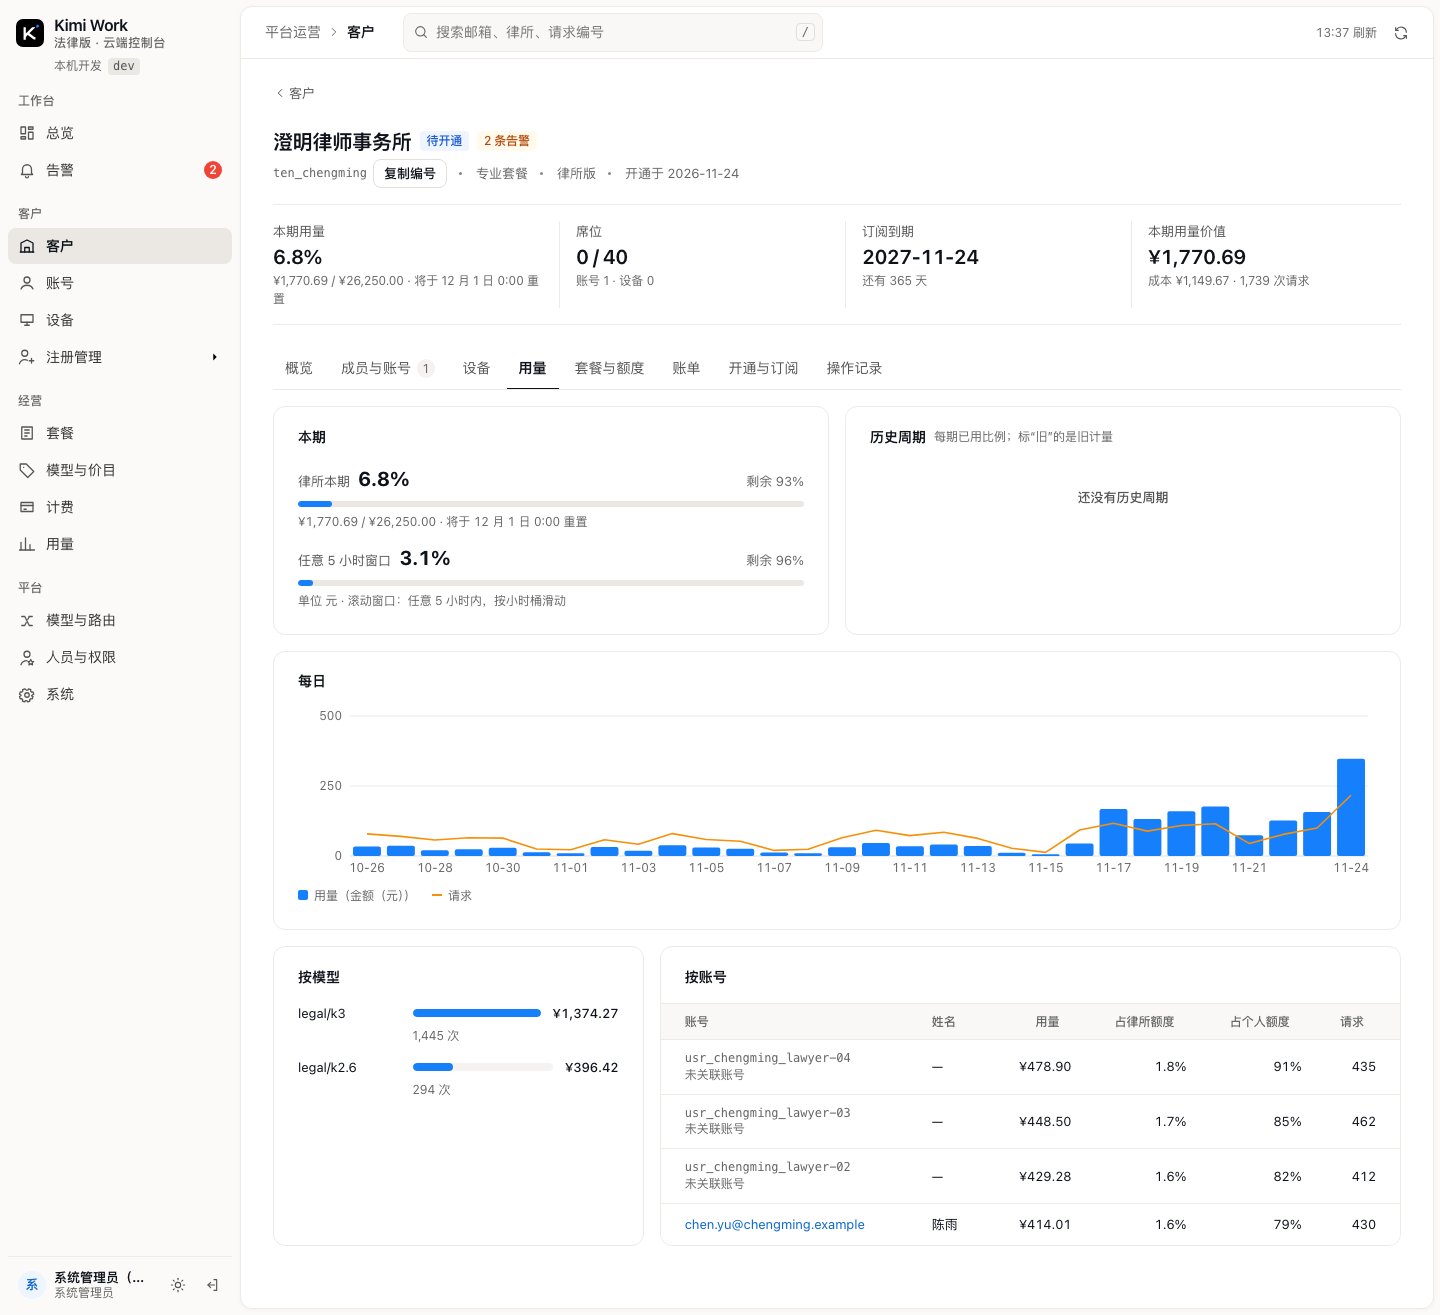 Kimi Work
法律版 · 云端控制台
本机开发 dev
工作台
总览
告警 2
客户
客户
账号
设备
注册管理
经营
套餐
模型与价目
计费
用量
平台
模型与路由
人员与权限
系统
系 系统管理员（...
系统管理员
平台运营 客户 搜索邮箱、律所、请求编号 / 13:37 刷新
客户
澄明律师事务所 待开通 2 条告警
ten_chengming 复制编号 • 专业套餐 • 律所版 • 开通于 2026-11-24
本期用量
6.8%
¥1,770.69 / ¥26,250.00 · 将于 12 月 1 日 0:00 重
置
席位
0 / 40
账号 1 · 设备 0
订阅到期
2027-11-24
还有 365 天
本期用量价值
¥1,770.69
成本 ¥1,149.67 · 1,739 次请求
概览 成员与账号 1 设备 用量 套餐与额度 账单 开通与订阅 操作记录
本期
律所本期 6.8% 剩余 93%
¥1,770.69 / ¥26,250.00 · 将于 12 月 1 日 0:00 重置
任意 5 小时窗口 3.1% 剩余 96%
单位 元 · 滚动窗口：任意 5 小时内，按小时桶滑动
历史周期 每期已用比例；标“旧”的是旧计量
还没有历史周期
每日
500
250
0
10-26 10-28 10-30 11-01 11-03 11-05 11-07 11-09 11-11 11-13 11-15 11-17 11-19 11-21 11-24
用量（金额（元）） 请求
按模型
legal/k3 ¥1,374.27
1,445 次
legal/k2.6 ¥396.42
294 次
按账号
账号 姓名 用量 占律所额度 占个人额度 请求
usr_chengming_lawyer-04
未关联账号
— ¥478.90 1.8% 91% 435
usr_chengming_lawyer-03
未关联账号
— ¥448.50 1.7% 85% 462
usr_chengming_lawyer-02
未关联账号
— ¥429.28 1.6% 82% 412
chen.yu@chengming.example 陈雨 ¥414.01 1.6% 79% 430